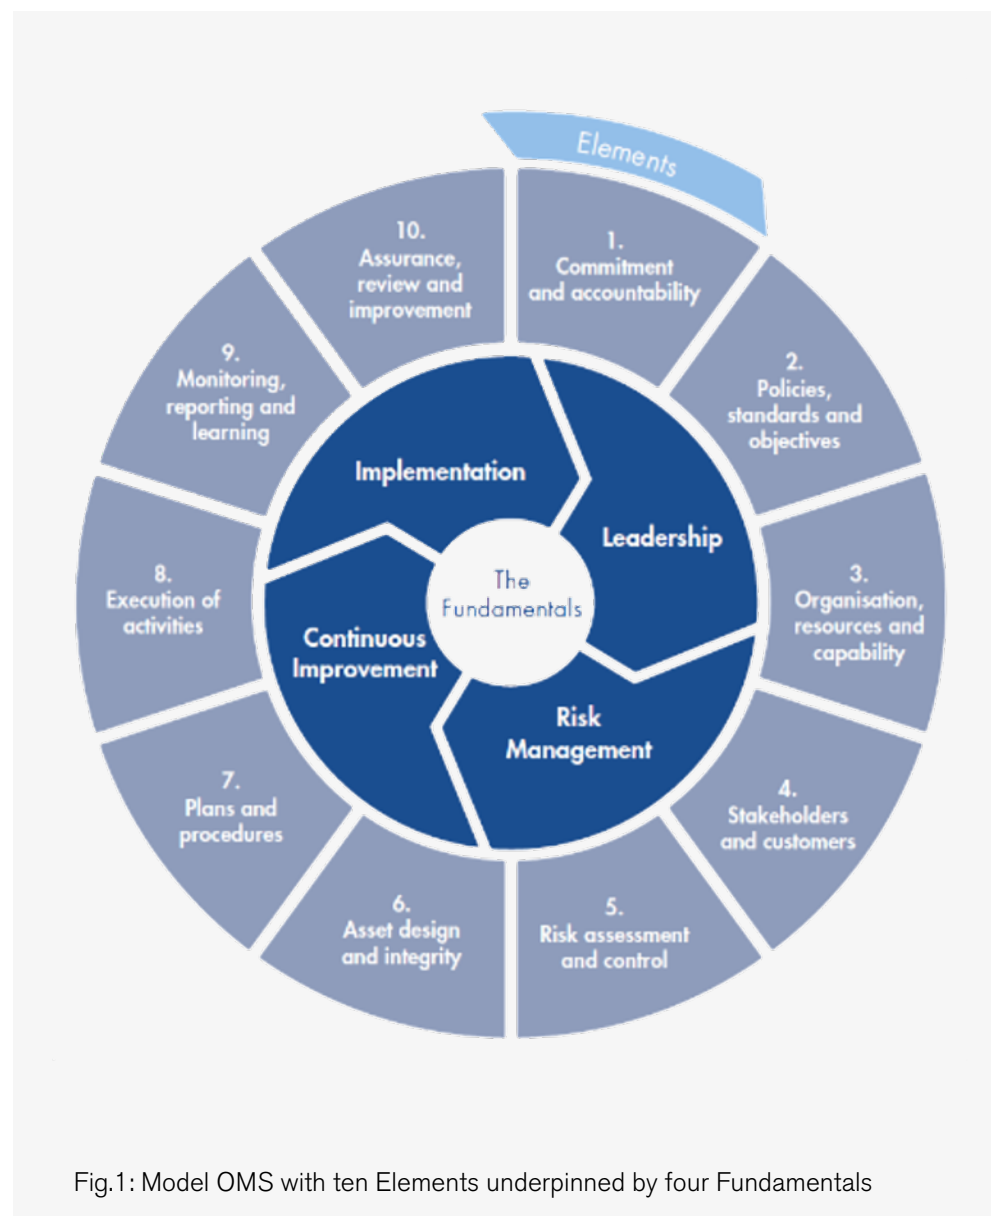 Elements
1.
Commitment
and accountability
2.
Policies,
standards and
objectives
3.
Organisation,
resources and
capability
4.
Stakeholders
and customers
5.
Risk assessment
and control
6.
Asset design
and integrity
7.
Plans and
procedures
8.
Execution of
activities
9.
Monitoring,
reporting and
learning
10.
Assurance,
review and
improvement
Implementation
Leadership
Risk
Management
Continuous
Improvement
The
Fundamentals
Fig.1: Model OMS with ten Elements underpinned by four Fundamentals